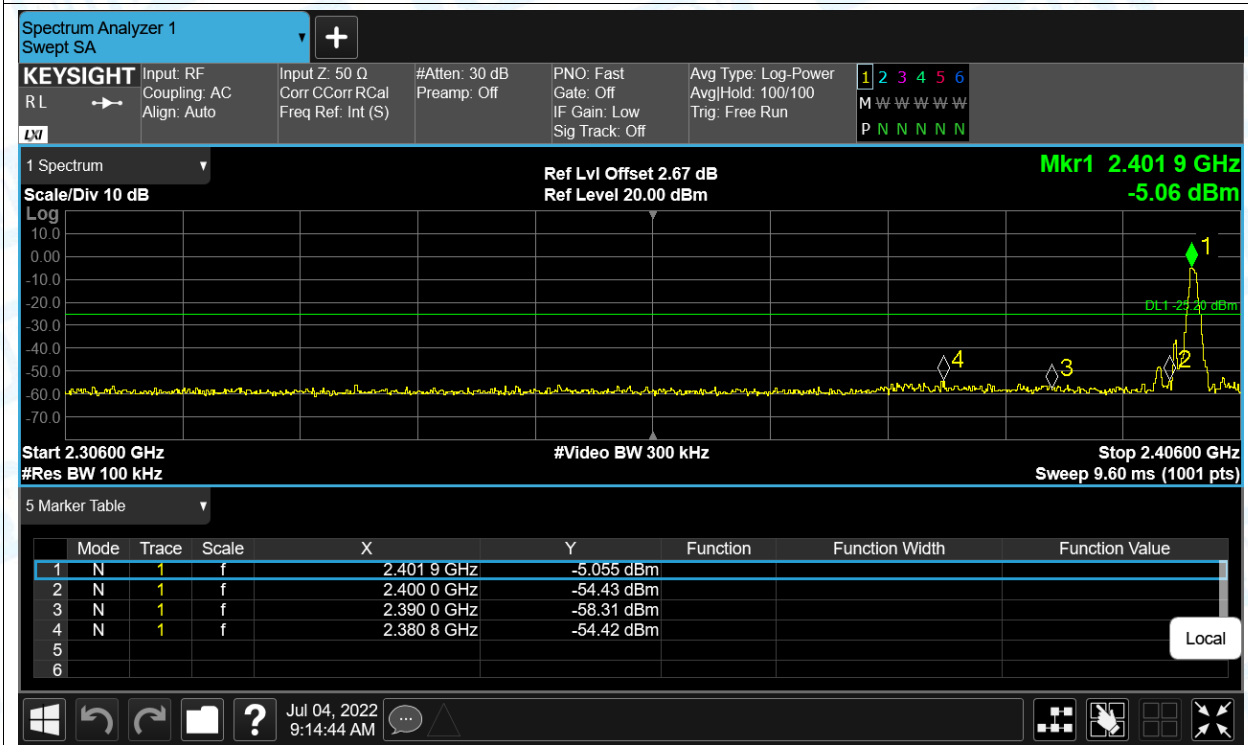 Spectrum Analyzer 1
Swept SA
+
KEYSIGHT Input: RF Input Z: 50 Ω #Atten: 30 dB PNO: Fast Avg Type: Log-Power 1 2 3 4 5 6
R L Coupling: AC Corr CCorr RCal Preamp: Off Gate: Off Avg|Hold: 100/100 M W W W W W
Align: Auto Freq Ref: Int (S) IF Gain: Low Trig: Free Run P N N N N N
LXI Sig Track: Off
1 Spectrum Ref Lvl Offset 2.67 dB Mkr1 2.401 9 GHz
Scale/Div 10 dB Ref Level 20.00 dBm -5.06 dBm
Log
10.0
0.00
-10.0
-20.0
-30.0
-40.0
-50.0
-60.0
-70.0
1
DL1 -25.20 dBm
4
3
2
Start 2.30600 GHz #Video BW 300 kHz Stop 2.40600 GHz
#Res BW 100 kHz Sweep 9.60 ms (1001 pts)
5 Marker Table
Mode Trace Scale X Y Function Function Width Function Value
1 N 1 f 2.401 9 GHz -5.055 dBm
2 N 1 f 2.400 0 GHz -54.43 dBm
3 N 1 f 2.390 0 GHz -58.31 dBm
4 N 1 f 2.380 8 GHz -54.42 dBm
5
6
Local
? Jul 04, 2022
9:14:44 AM